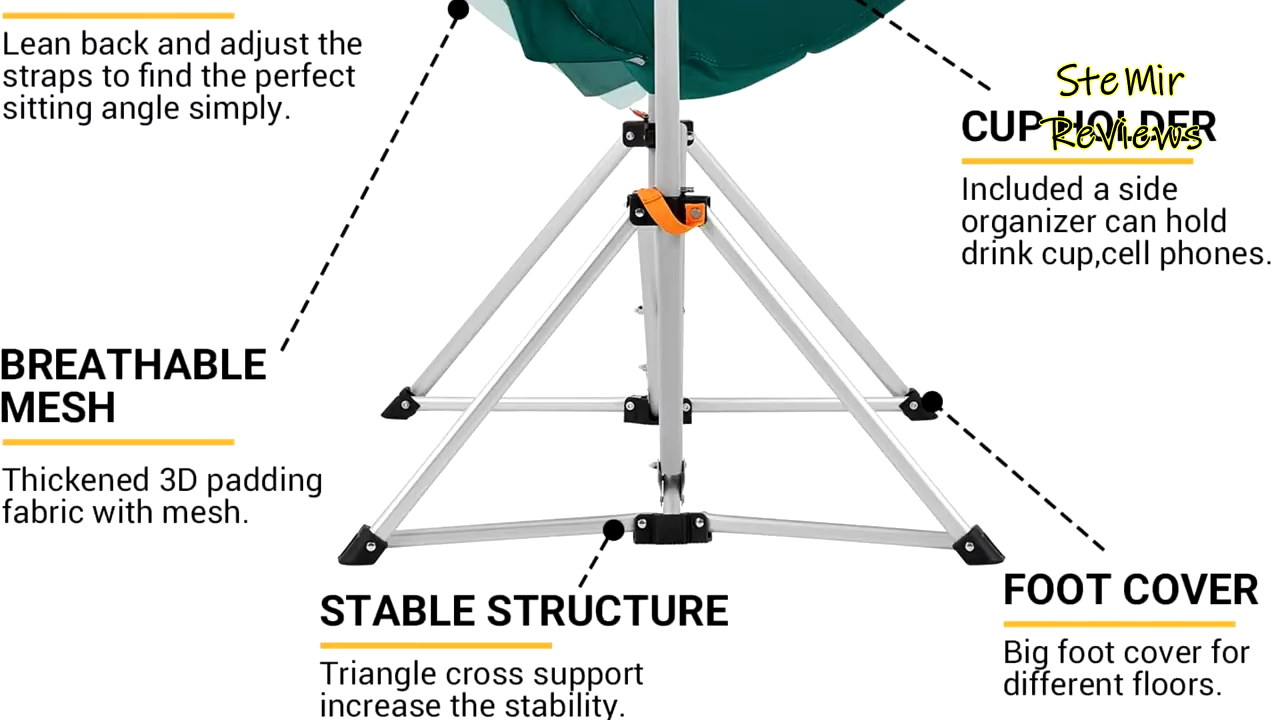 Lean back and adjust the
straps to find the perfect
sitting angle simply.
Ste Mir
Reviews
CUP HOLDER
Included a side
organizer can hold
drink cup,cell phones.
BREATHABLE
MESH
Thickened 3D padding
fabric with mesh.
STABLE STRUCTURE
Triangle cross support
increase the stability.
FOOT COVER
Big foot cover for
different floors.